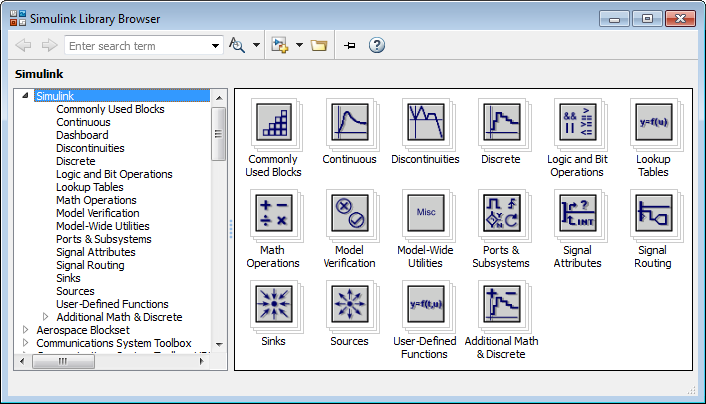 Simulink Library Browser
Enter search term
Simulink
Simulink
Commonly Used Blocks
Continuous
Dashboard
Discontinuities
Discrete
Logic and Bit Operations
Lookup Tables
Math Operations
Model Verification
Model-Wide Utilities
Ports & Subsystems
Signal Attributes
Signal Routing
Sinks
Sources
User-Defined Functions
Additional Math & Discrete
Aerospace Blockset
Communications System Toolbox
&& >=
|| <=
y=f(u)
Commonly
Used Blocks
Continuous
Discontinuities
Discrete
Logic and Bit
Operations
Lookup
Tables
+ −
÷ ×
Misc
Y
N
?
INT
Math
Operations
Model
Verification
Model-Wide
Utilities
Ports &
Subsystems
Signal
Attributes
Signal
Routing
y=f(t,u)
+ −
Sinks
Sources
User-Defined
Functions
Additional Math
& Discrete